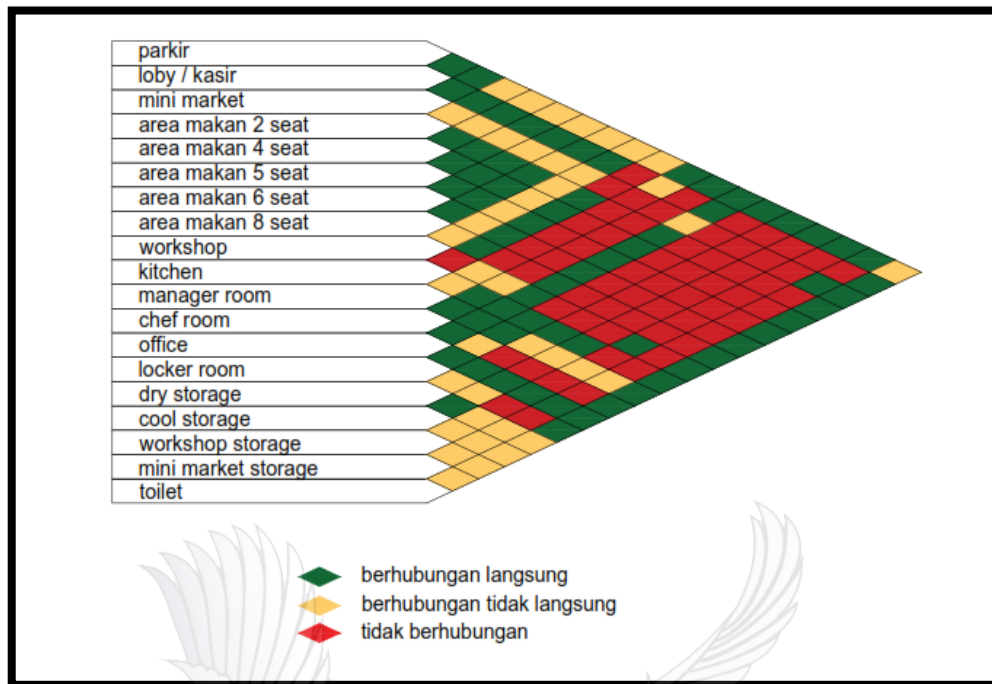 parkir
loby / kasir
mini market
area makan 2 seat
area makan 4 seat
area makan 5 seat
area makan 6 seat
area makan 8 seat
workshop
kitchen
manager room
chef room
office
locker room
dry storage
cool storage
workshop storage
mini market storage
toilet
berhubungan langsung
berhubungan tidak langsung
tidak berhubungan